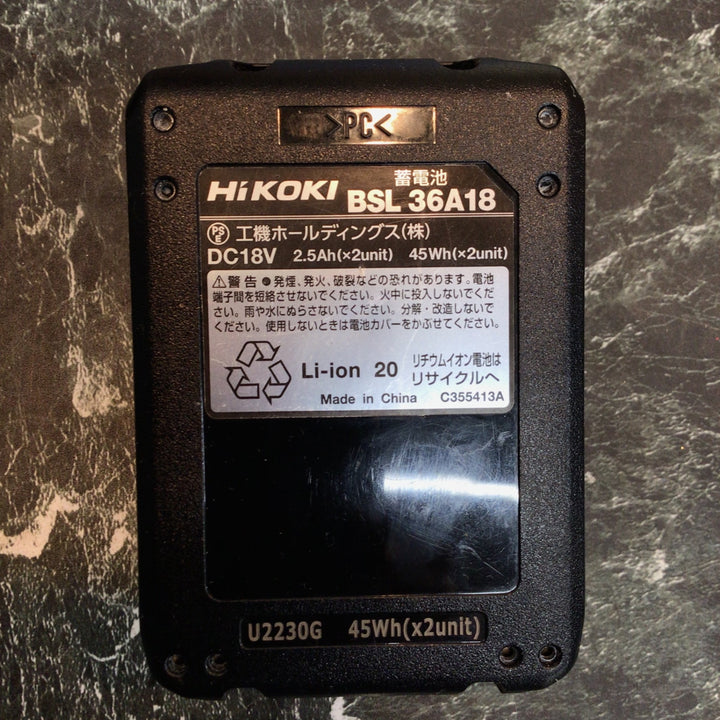 >PC<
HiKOKI 蓄電池 BSL 36A18
PS E 工機ホールディングス(株)
DC18V 2.5Ah(×2unit) 45Wh(×2unit)
⚠警告●発煙、発火、破裂などの恐れがあります。電池
端子間を短絡させないでください。火中に投入しないでくだ
さい。雨や水にぬらさないでください。分解・改造しないで
ください。使用しないときは電池カバーをかぶせてください。
Li-ion 20 リチウムイオン電池は
リサイクルへ
Made in China C355413A
U2230G 45Wh(x2unit)